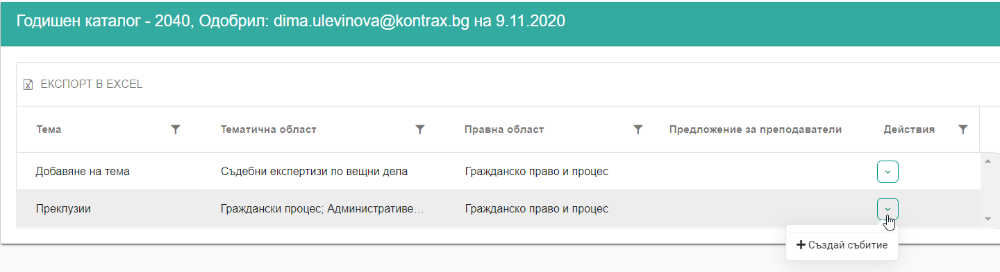 Годишен каталог - 2040, Одобрил: dima.ulevinova@kontrax.bg на 9.11.2020
ЕКСПОРТ В EXCEL
Тема Тематична област Правна област Предложение за преподаватели Действия
Добавяне на тема Съдебни експертизи по вещни дела Гражданско право и процес
Преклузии Граждански процес; Административе... Гражданско право и процес
+ Създай събитие